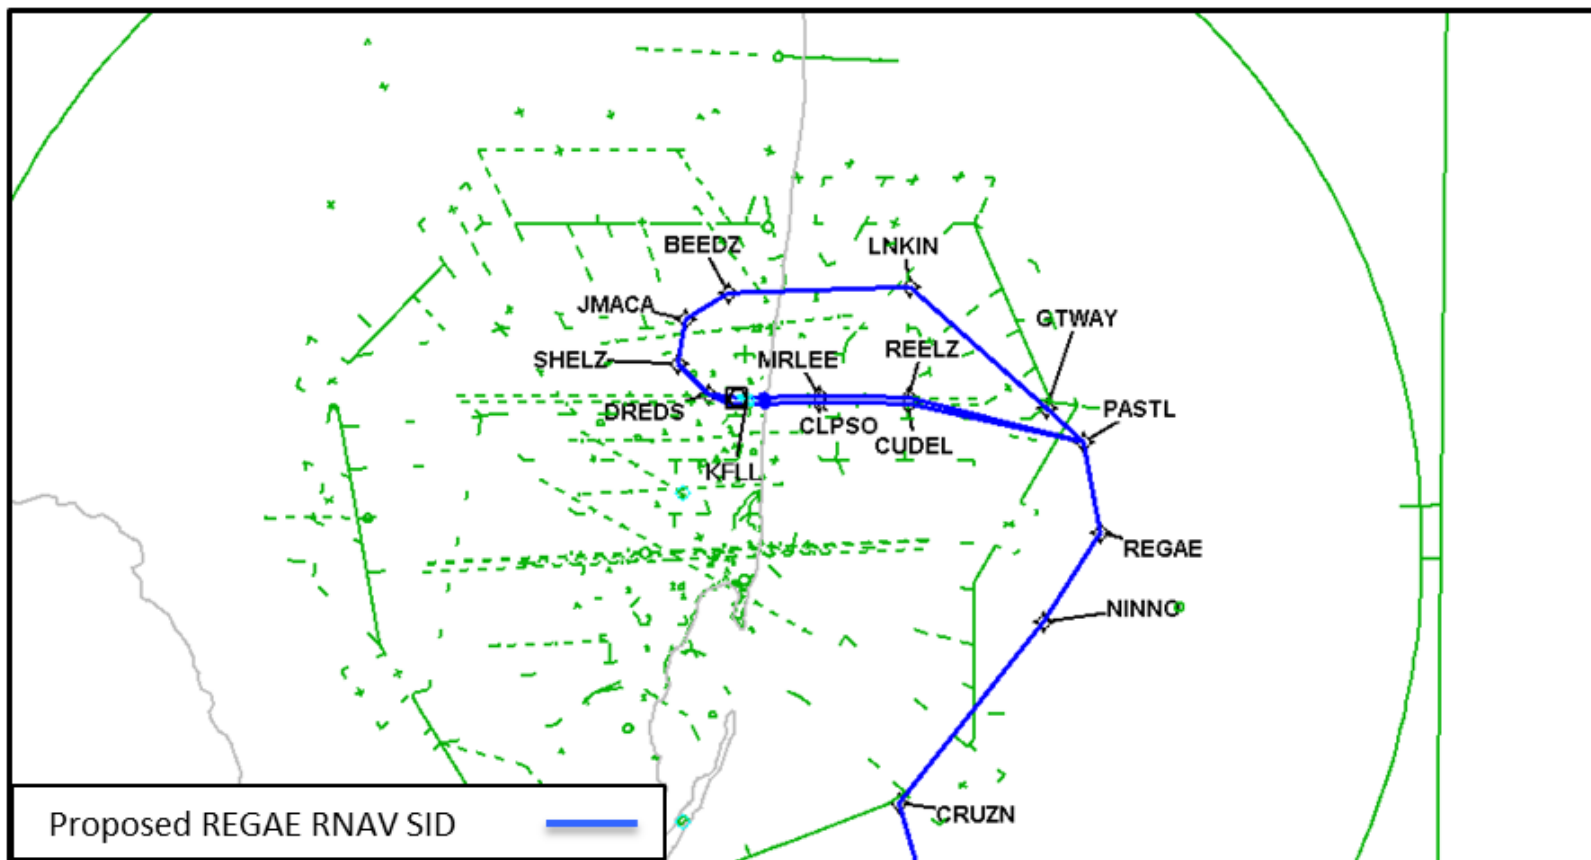 BEEDZ
LNKIN
JMACA
GTWAY
SHELZ
MRLEE
REELZ
DREDS
CLPSO
PASTL
CUDEL
KFLL
REGAE
NINNO
CRUZN
Proposed REGAE RNAV SID